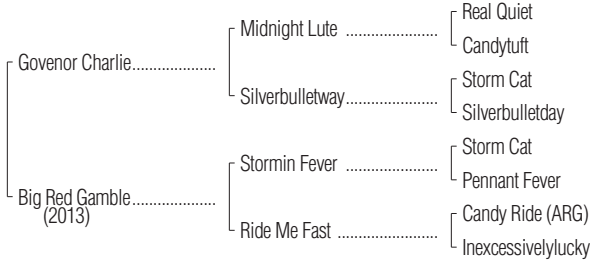 Real Quiet
Midnight Lute .....................
Candytuft
Govenor Charlie...................
Storm Cat
Silverbulletway.....................
Silverbulletday
Storm Cat
Stormin Fever .....................
Pennant Fever
Big Red Gamble...................
(2013)
Candy Ride (ARG)
Ride Me Fast .......................
Inexcessivelylucky